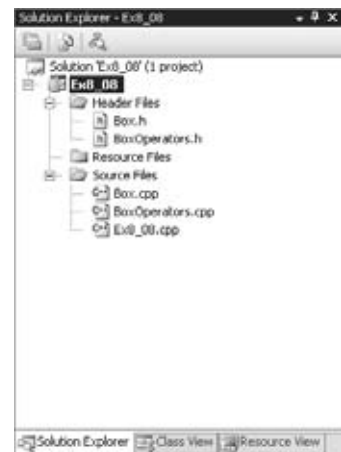 Solution Explorer - Ex8_08
Solution 'Ex8_08' (1 project)
Ex8_08
Header Files
Box.h
BoxOperators.h
Resource Files
Source Files
Box.cpp
BoxOperators.cpp
Ex8_08.cpp
Solution Explorer Class View Resource View